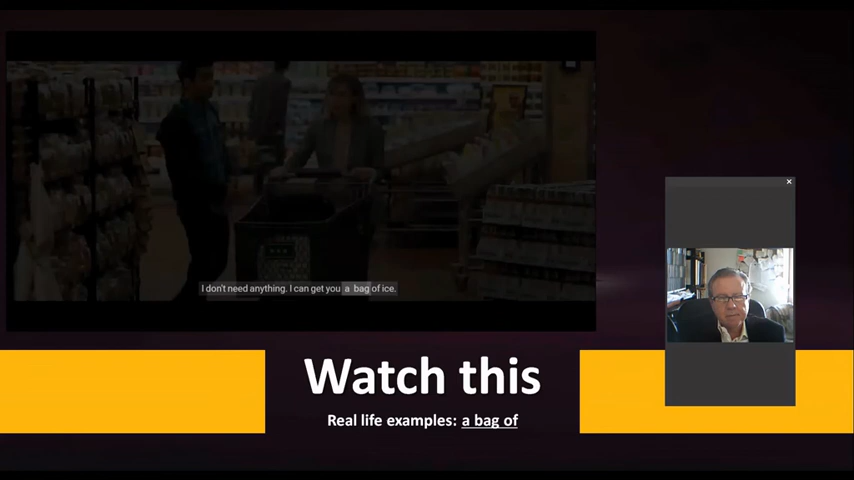 I don't need anything. I can get you a bag of ice.
Watch this
Real life examples: a bag of